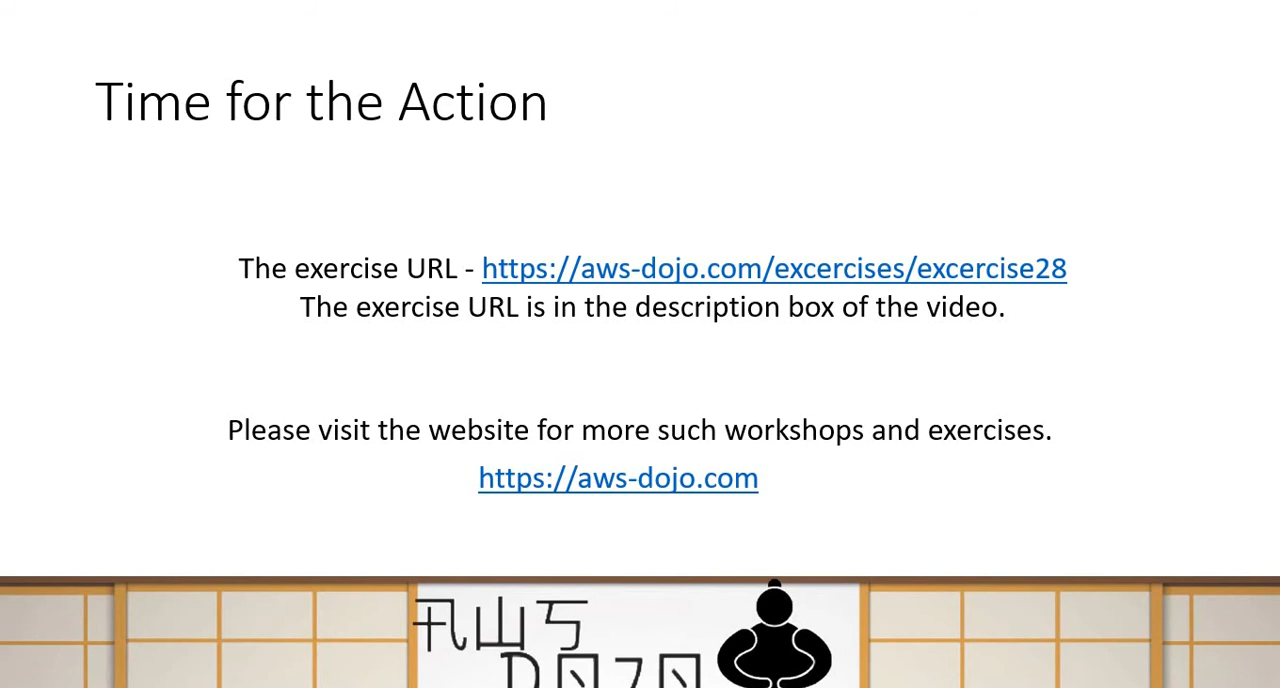 Time for the Action
The exercise URL - https://aws-dojo.com/excercises/excercise28
The exercise URL is in the description box of the video.
Please visit the website for more such workshops and exercises.
https://aws-dojo.com
AWS
DOJO